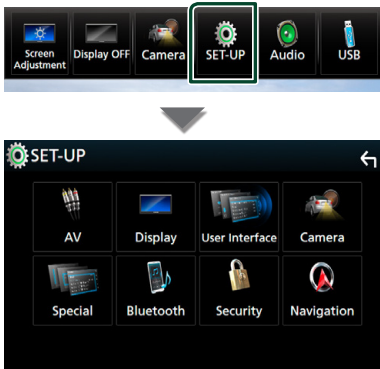 Screen
Adjustment
Display OFF
Camera
SET-UP
Audio
USB
SET-UP
AV
Display
User Interface
Camera
Special
Bluetooth
Security
Navigation